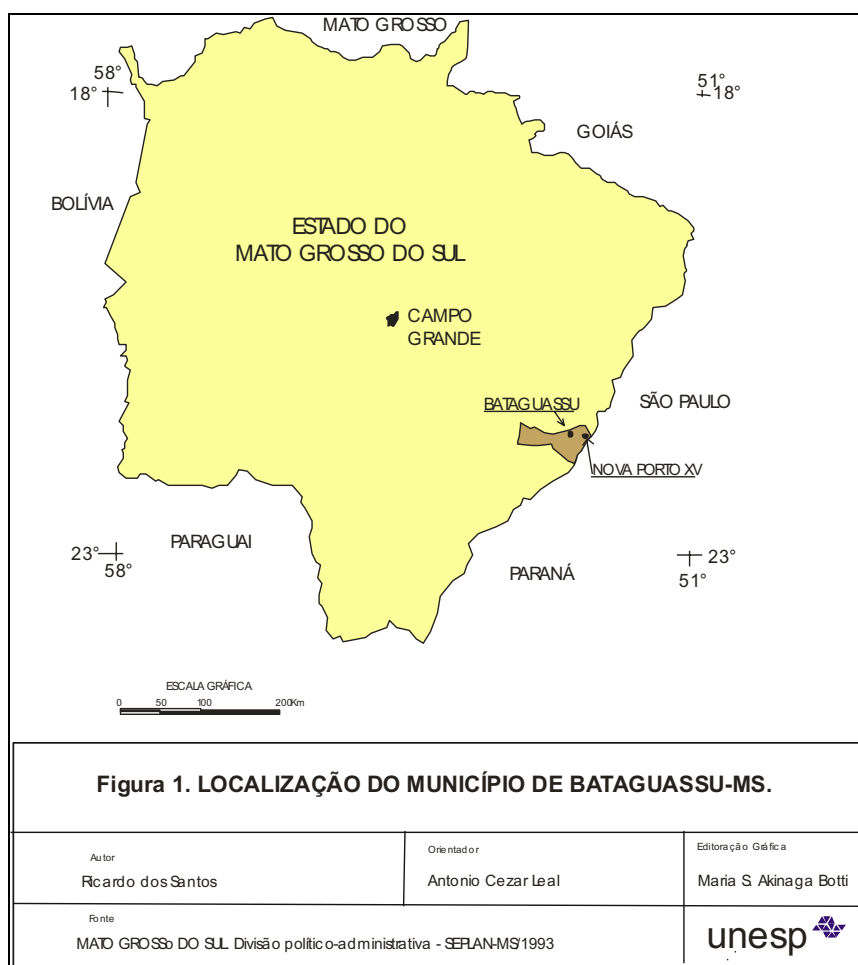 MATO GROSSO
58°
18°
51°
18°
GOIÁS
BOLÍVIA
ESTADO DO
MATO GROSSO DO SUL
CAMPO
GRANDE
BATAGUASSU
SÃO PAULO
NOVA PORTO XV
PARAGUAI
23°
58°
PARANÁ
23°
51°
ESCALA GRÁFICA
0 50 100 200Km
Figura 1. LOCALIZAÇÃO DO MUNICÍPIO DE BATAGUASSU-MS.
Autor
Ricardo dos Santos
Orientador
Antonio Cezar Leal
Editoração Gráfica
Maria S. Akinaga Botti
Fonte
MATO GROSSo DO SUL. Divisão político-administrativa - SEPLAN-MS/1993
unesp